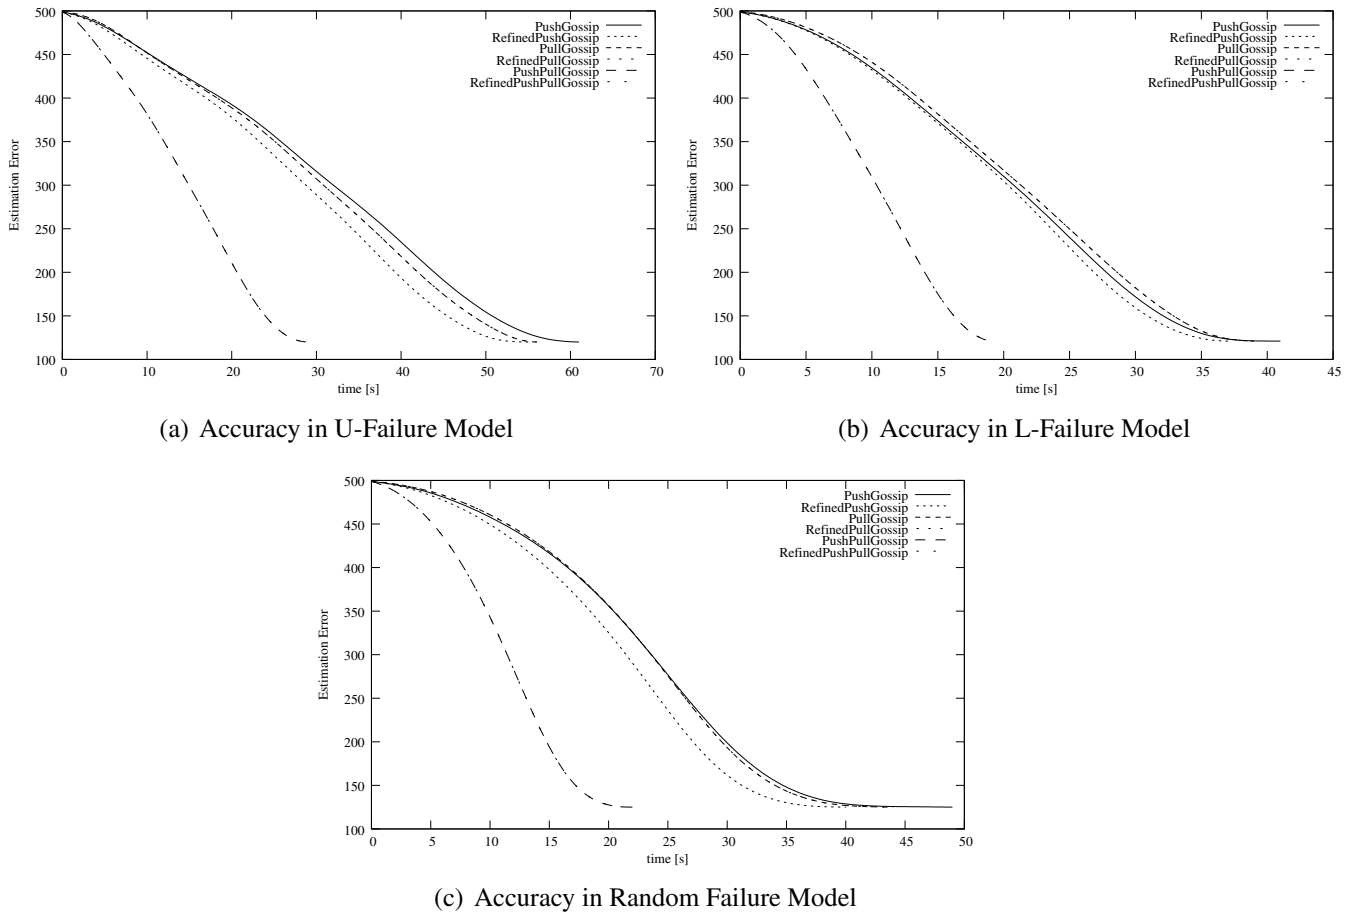 500
450
400
350
300
250
200
150
100
Estimation Error
PushGossip
RefinedPushGossip
PullGossip
RefinedPullGossip
PushPullGossip
RefinedPushPullGossip
0 10 20 30 40 50 60 70
time [s]
(a) Accuracy in U-Failure Model
500
450
400
350
300
250
200
150
100
Estimation Error
PushGossip
RefinedPushGossip
PullGossip
RefinedPullGossip
PushPullGossip
RefinedPushPullGossip
0 5 10 15 20 25 30 35 40 45
time [s]
(b) Accuracy in L-Failure Model
500
450
400
350
300
250
200
150
100
Estimation Error
PushGossip
RefinedPushGossip
PullGossip
RefinedPullGossip
PushPullGossip
RefinedPushPullGossip
0 5 10 15 20 25 30 35 40 45 50
time [s]
(c) Accuracy in Random Failure Model